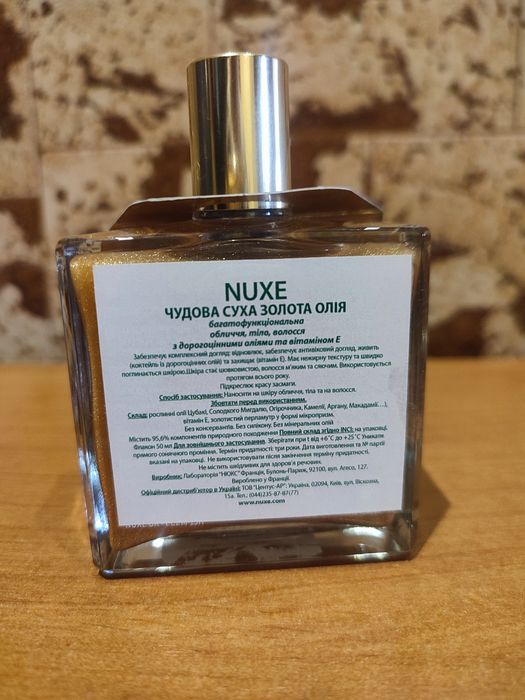 NUXE
ЧУДОВА СУХА ЗОЛОТА ОЛІЯ
багатофункціональна
обличчя, тіло, волосся
з дорогоцінними оліями та вітаміном Е
Забезпечує комплексний догляд: відновлює, забезпечує антивіковий догляд, живить
(коктейль із дорогоцінних олій) та захищає (вітамін Е). Має нежирну текстуру та швидко
поглинається шкірою.Шкіра стає шовковистою, волосся м'яким та сяючим. Використовується
протягом всього року.
Підкреслює красу засмаги.
Спосіб застосування: Наносити на шкіру обличчя, тіла та на волосся.
Збовтати перед використанням.
Склад: рослинні олії Цубакі, Солодкого Мигдалю, Огірочника, Камелії, Аргану, Макадамії…),
вітамін Е, золотистий перламутр у формі мікропризм.
Без консервантів. Без силікону. Без мінеральних олій
Містить 95,6% компонентів природного походження Повний склад згідно INCI: на упаковці.
Флакон 50 мл Для зовнішнього застосування. Зберігати при t від +6˚С до +25˚С Уникати
прямого сонячного проміння. Термін придатності: три роки. Дата виготовлення та № партії
вказані на упаковці. Не використовувати після закінчення терміну придатності.
Не містить шкідливих для здоров'я речовин.
Виробник: Лабораторія "НЮКС" Франція, Булонь-Париж, 92100, вул. Агесо, 127.
Вироблено у Франції.
Офіційний дистриб'ютор в Україні: ТОВ "Центус-АР": Україна, 02094, Київ, вул. Віскозна,
15а. Тел.: (044)235-87-87(77)
www.nuxe.com